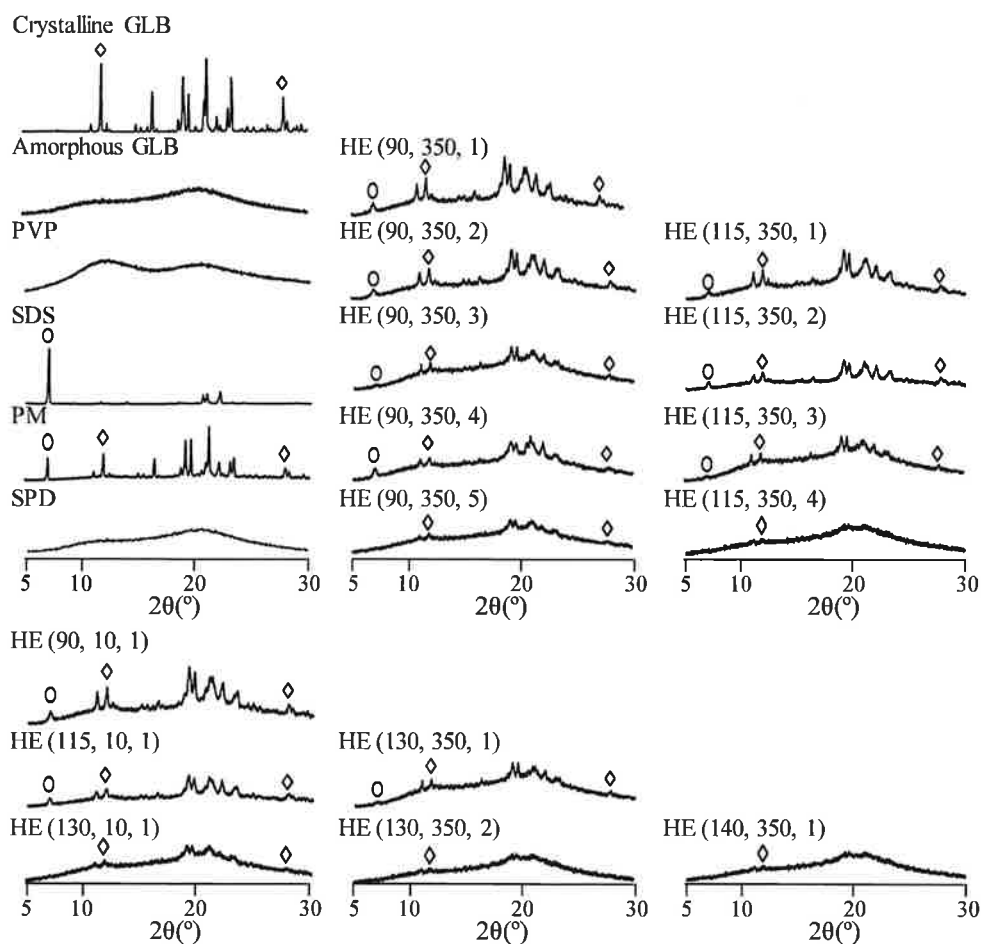 Crystalline GLB
Amorphous GLB
PVP
SDS
PM
SPD
5 10 20 30
2θ(°)
HE (90, 350, 1)
HE (90, 350, 2)
HE (90, 350, 3)
HE (90, 350, 4)
HE (90, 350, 5)
5 10 20 30
2θ(°)
HE (115, 350, 1)
HE (115, 350, 2)
HE (115, 350, 3)
HE (115, 350, 4)
5 10 20 30
2θ(°)
HE (90, 10, 1)
HE (115, 10, 1)
HE (130, 10, 1)
5 10 20 30
2θ(°)
HE (130, 350, 1)
HE (130, 350, 2)
5 10 20 30
2θ(°)
HE (140, 350, 1)
5 10 20 30
2θ(°)